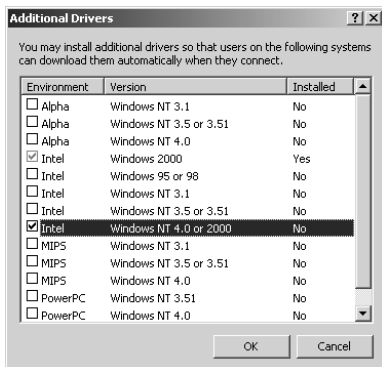 Additional Drivers
You may install additional drivers so that users on the following systems
can download them automatically when they connect.
Environment Version Installed
Alpha Windows NT 3.1 No
Alpha Windows NT 3.5 or 3.51 No
Alpha Windows NT 4.0 No
Intel Windows 2000 Yes
Intel Windows 95 or 98 No
Intel Windows NT 3.1 No
Intel Windows NT 3.5 or 3.51 No
Intel Windows NT 4.0 or 2000 No
MIPS Windows NT 3.1 No
MIPS Windows NT 3.5 or 3.51 No
MIPS Windows NT 4.0 No
PowerPC Windows NT 3.51 No
PowerPC Windows NT 4.0 No
OK Cancel